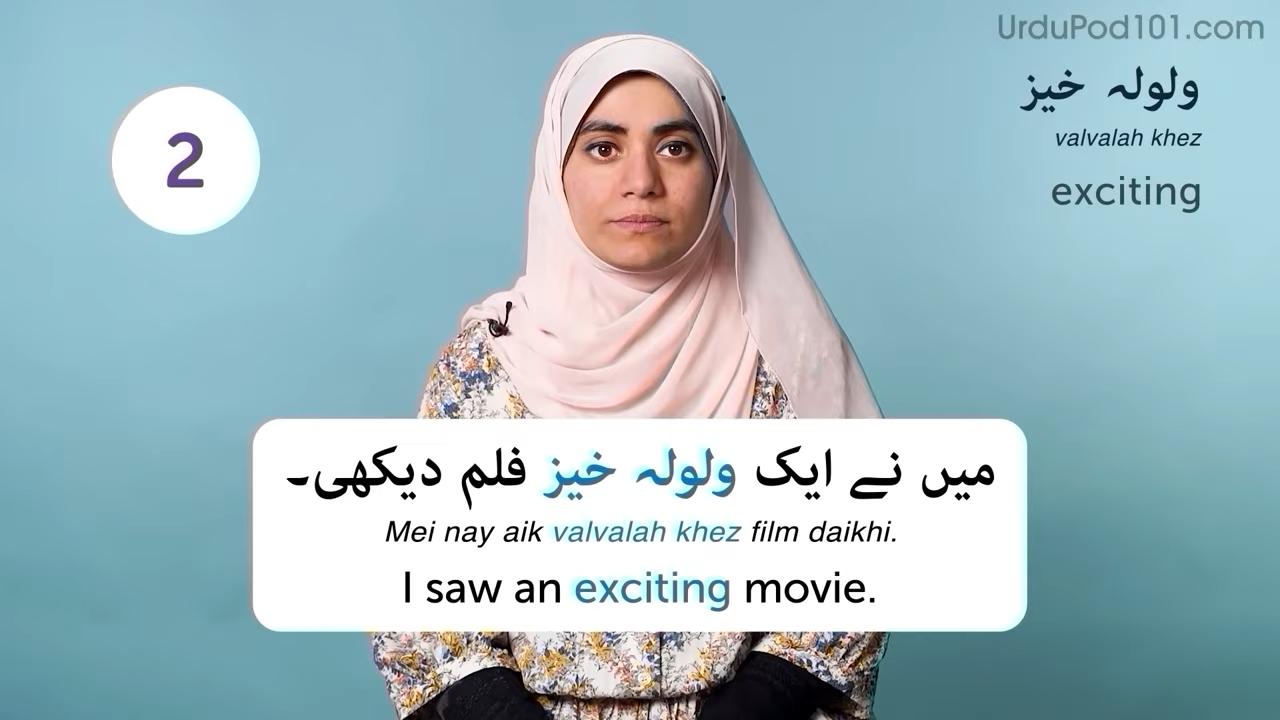 UrduPod101.com
2
ولولہ خیز
valvalah khez
exciting
میں نے ایک ولولہ خیز فلم دیکھی۔
Mei nay aik valvalah khez film daikhi.
I saw an exciting movie.